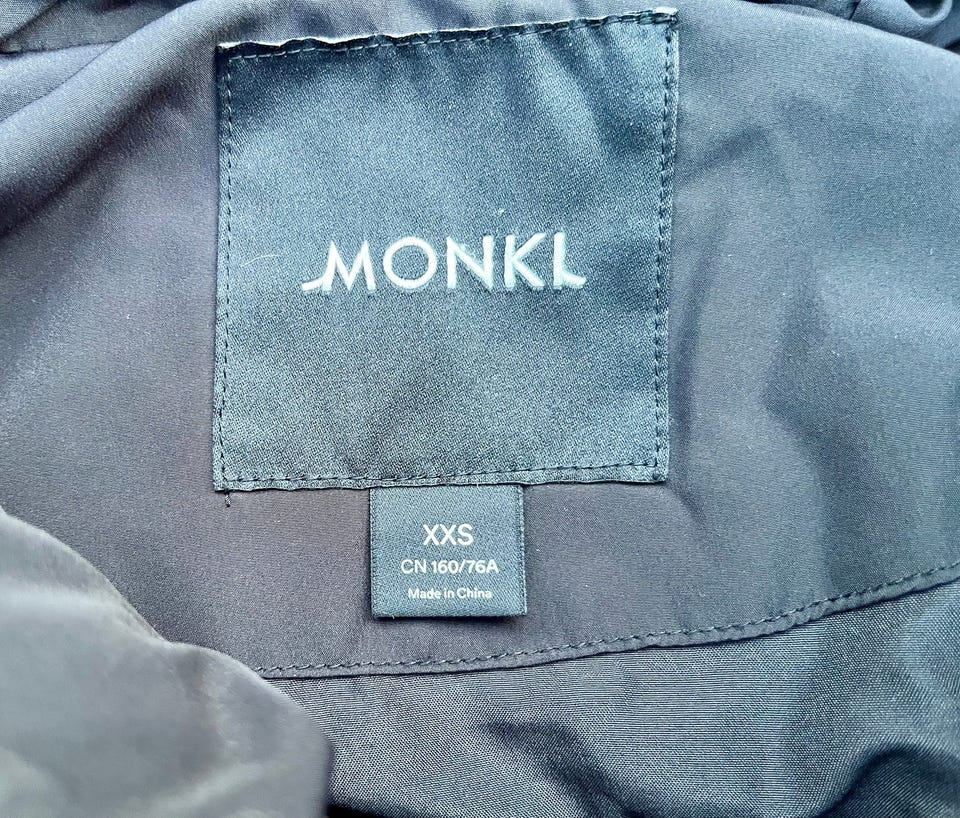 MONKI
XXS
CN 160/76A
Made in China